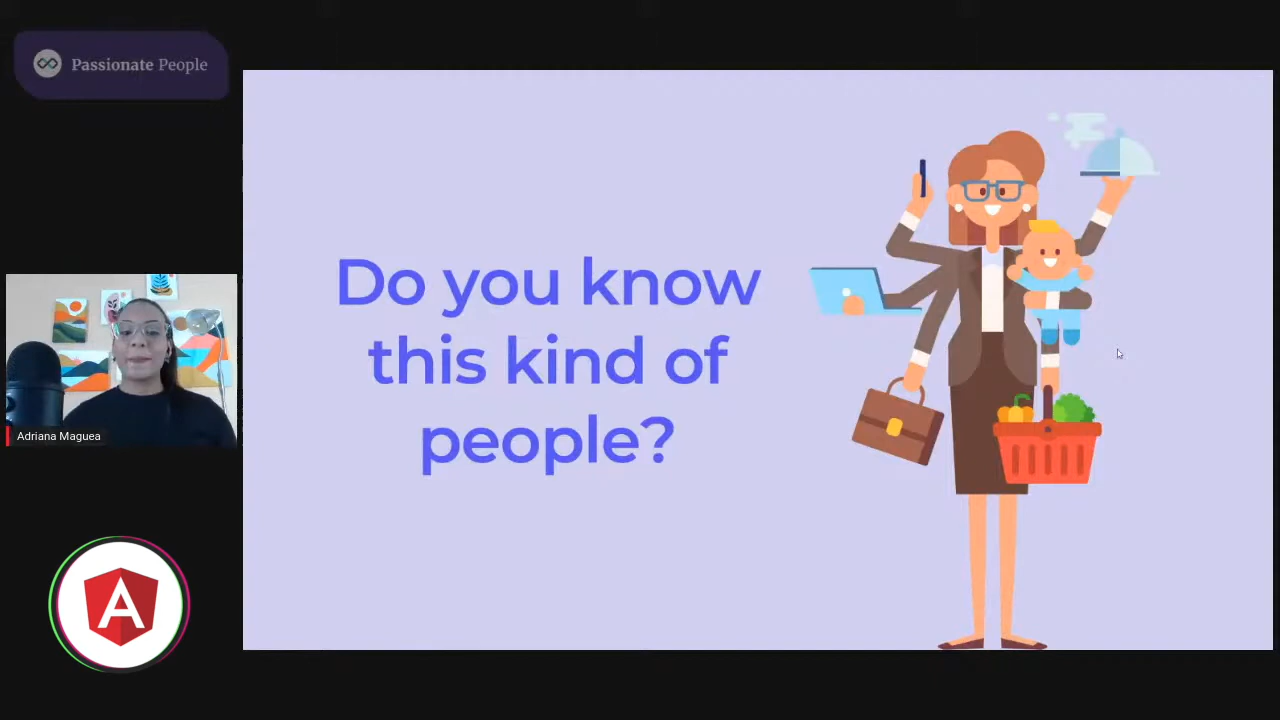 Passionate People
Do you know
this kind of
people?
Adriana Maguea
A